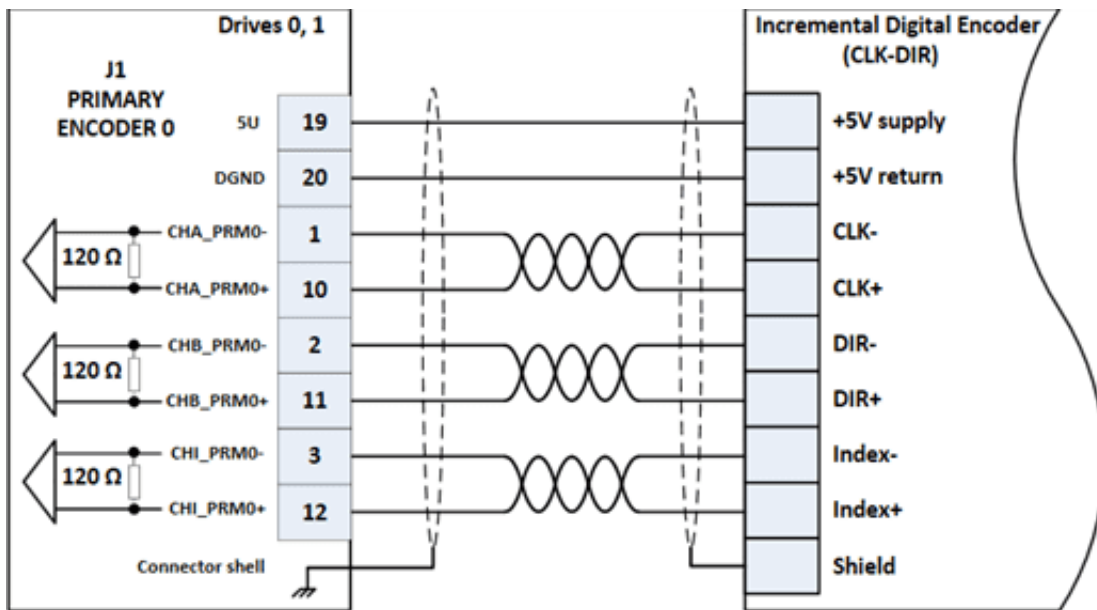 Drives 0, 1
J1
PRIMARY
ENCODER 0
5U 19
DGND 20
CHA_PRM0- 1
120 Ω
CHA_PRM0+ 10
CHB_PRM0- 2
120 Ω
CHB_PRM0+ 11
CHI_PRM0- 3
120 Ω
CHI_PRM0+ 12
Connector shell
Incremental Digital Encoder
(CLK-DIR)
+5V supply
+5V return
CLK-
CLK+
DIR-
DIR+
Index-
Index+
Shield